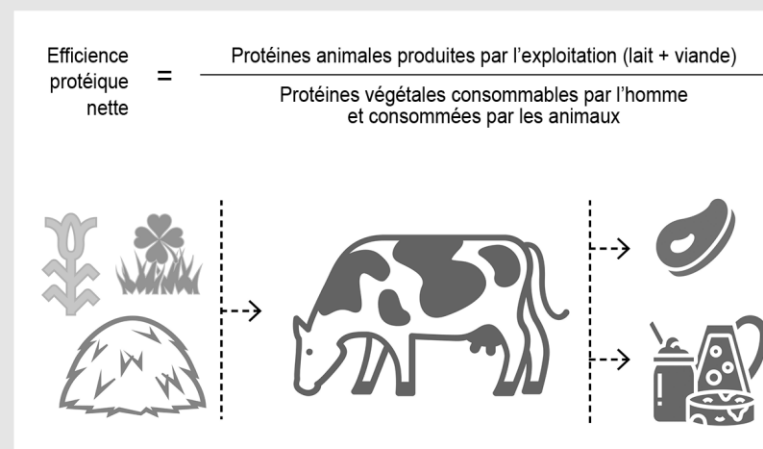 Efficience
protéique
nette
=
Protéines animales produites par l’exploitation (lait + viande)
Protéines végétales consommables par l’homme
et consommées par les animaux